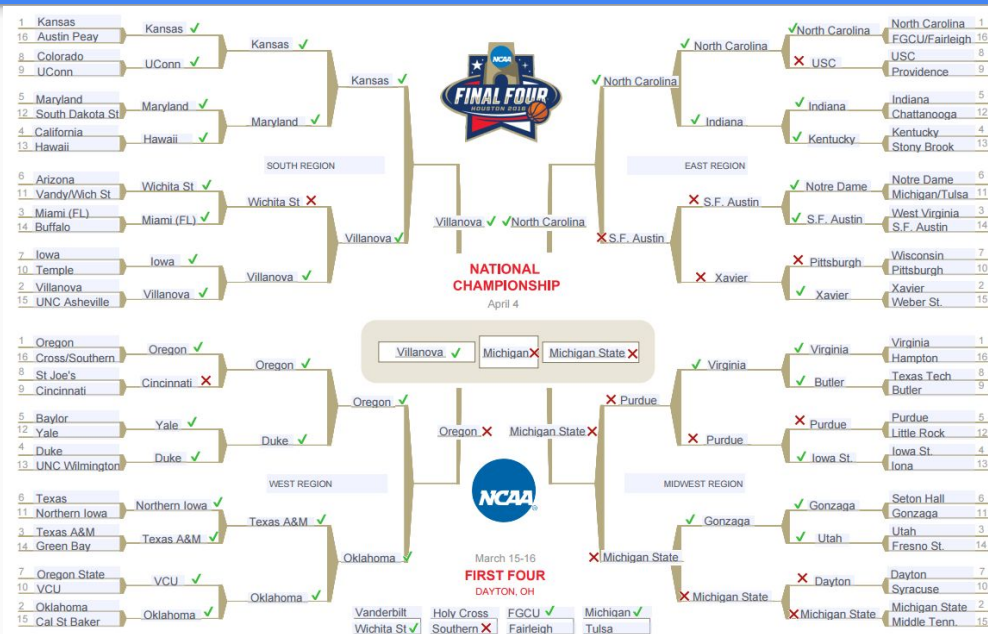 1 Kansas
16 Austin Peay
8 Colorado
9 UConn
5 Maryland
12 South Dakota St
4 California
13 Hawaii
6 Arizona
11 Vandy/Wich St
3 Miami (FL)
14 Buffalo
7 Iowa
10 Temple
2 Villanova
15 UNC Asheville
Kansas
UConn
Maryland
Hawaii
Wichita St
Miami (FL)
Iowa
Villanova
Kansas
Maryland
Wichita St
Villanova
Kansas
Villanova
SOUTH REGION
Villanova
1 Oregon
16 Cross/Southern
8 St Joe's
9 Cincinnati
5 Baylor
12 Yale
4 Duke
13 UNC Wilmington
6 Texas
11 Northern Iowa
3 Texas A&M
14 Green Bay
7 Oregon State
10 VCU
2 Oklahoma
15 Cal St Baker
Oregon
Cincinnati
Yale
Duke
Northern Iowa
Texas A&M
VCU
Oklahoma
Oregon
Duke
Texas A&M
Oklahoma
Oregon
Oklahoma
WEST REGION
Oregon
NCAA
FINAL FOUR
HOUSTON 2016
NATIONAL
CHAMPIONSHIP
April 4
Villanova Michigan Michigan State
NCAA
March 15-16
FIRST FOUR
DAYTON, OH
Vanderbilt Holy Cross FGCU Michigan
Wichita St Southern Fairleigh Tulsa
North Carolina
North Carolina
S.F. Austin
North Carolina
Indiana
S.F. Austin
Xavier
EAST REGION
North Carolina
USC
Indiana
Kentucky
Notre Dame
S.F. Austin
Pittsburgh
Xavier
North Carolina 1
FGCU/Fairleigh 16
USC 8
Providence 9
Indiana 5
Chattanooga 12
Kentucky 4
Stony Brook 13
Notre Dame 6
Michigan/Tulsa 11
West Virginia 3
S.F. Austin 14
Wisconsin 7
Pittsburgh 10
Xavier 2
Weber St. 15
Michigan State
Purdue
Michigan State
Virginia
Purdue
Gonzaga
Michigan State
MIDWEST REGION
Virginia
Butler
Purdue
Iowa St.
Gonzaga
Utah
Dayton
Michigan State
Virginia 1
Hampton 16
Texas Tech 8
Butler 9
Purdue 5
Little Rock 12
Iowa St. 4
Iona 13
Seton Hall 6
Gonzaga 11
Utah 3
Fresno St. 14
Dayton 7
Syracuse 10
Michigan State 2
Middle Tenn. 15